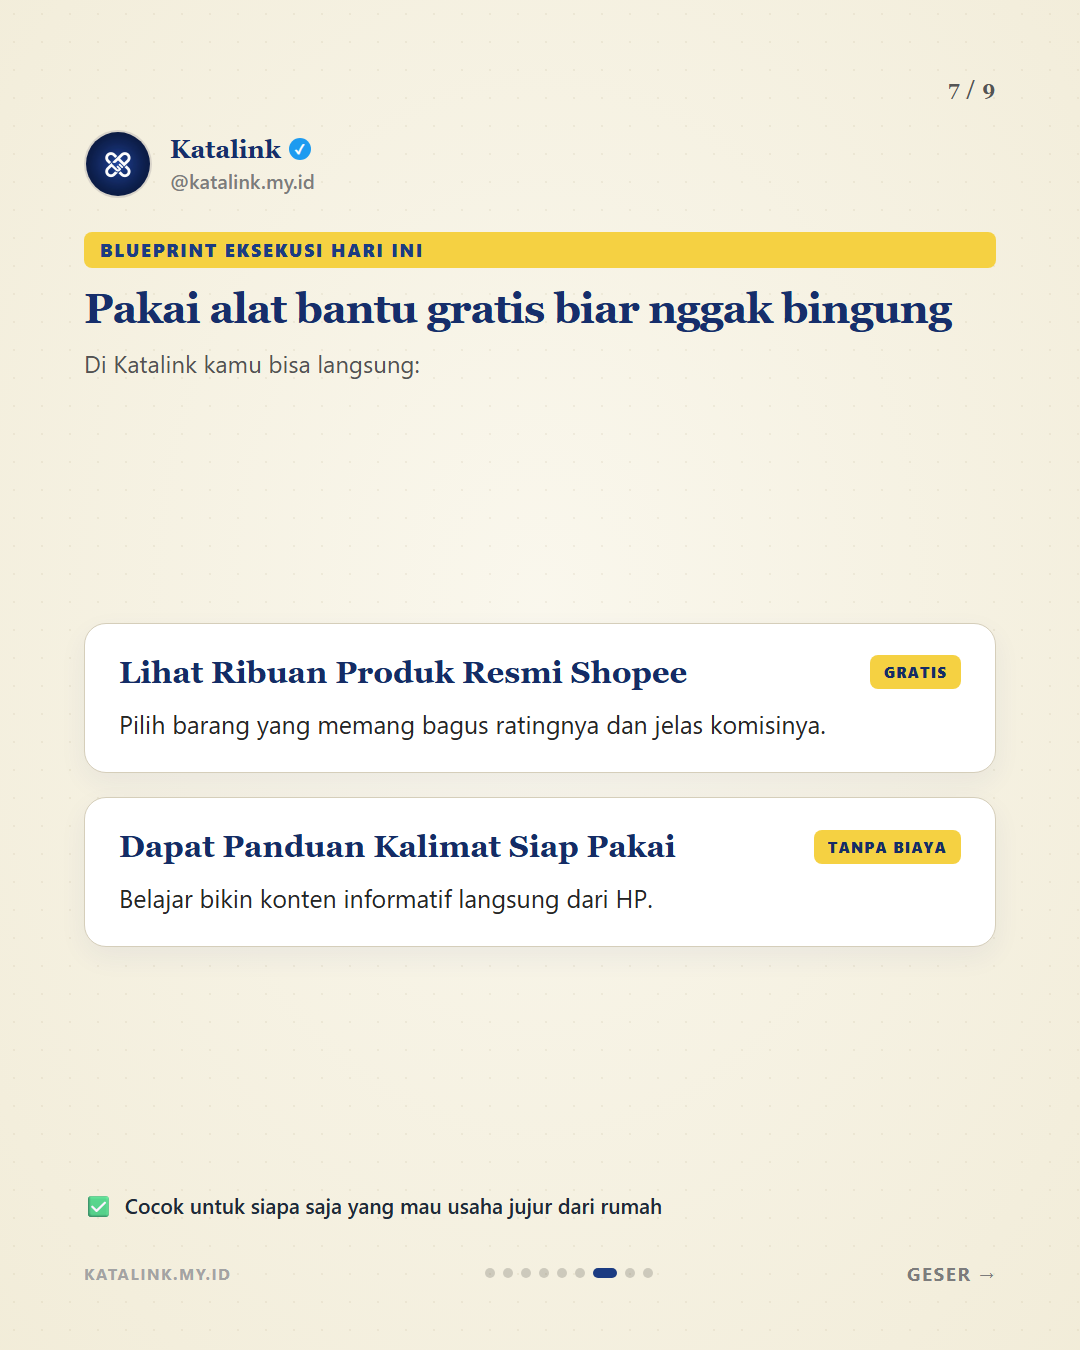 7 / 9
Katalink
@katalink.my.id
BLUEPRINT EKSEKUSI HARI INI
Pakai alat bantu gratis biar nggak bingung
Di Katalink kamu bisa langsung:
Lihat Ribuan Produk Resmi Shopee
GRATIS
Pilih barang yang memang bagus ratingnya dan jelas komisinya.
Dapat Panduan Kalimat Siap Pakai
TANPA BIAYA
Belajar bikin konten informatif langsung dari HP.
✅ Cocok untuk siapa saja yang mau usaha jujur dari rumah
KATALINK.MY.ID
GESER →